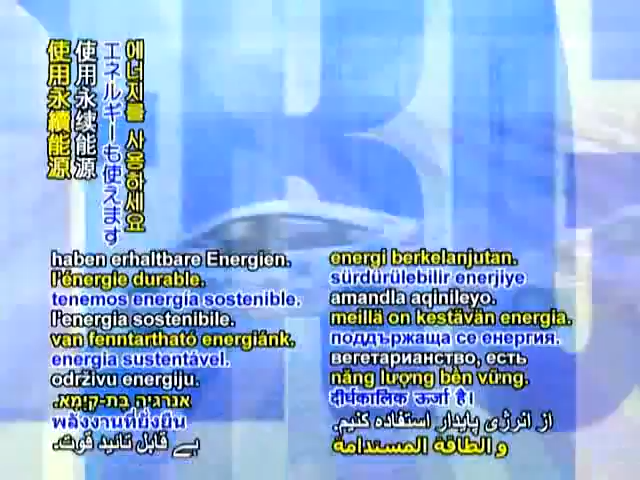 使用永續能源
使用永续能源
エネルギーも使えます
에너지를 사용하세요
haben erhaltbare Energien.
l'énergie durable.
tenemos energía sostenible.
l'energia sostenibile.
van fenntartható energiánk.
energia sustentável.
održivu energiju.
אנרגיה בת-קיימא.
พลังงานที่ยั่งยืน
بے قابل تائید قوت.
energi berkelanjutan.
sürdürülebilir enerjiye
amandla aqinileyo.
meillä on kestävän energia.
поддържаща се енергия.
вегетарианство, есть
năng lượng bền vững.
दीर्घकालिक ऊर्जा है।
از انرژی پایدار استفاده کنیم.
و الطاقة المستدامة